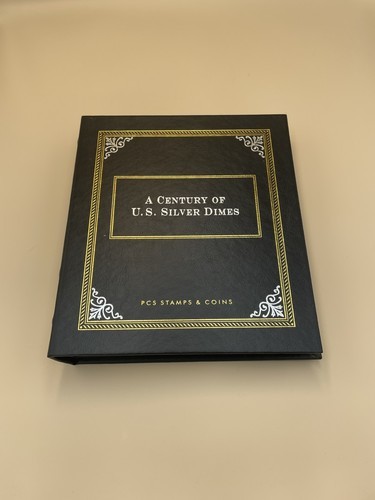 A Century of
U.S. Silver Dimes
PCS STAMPS & COINS